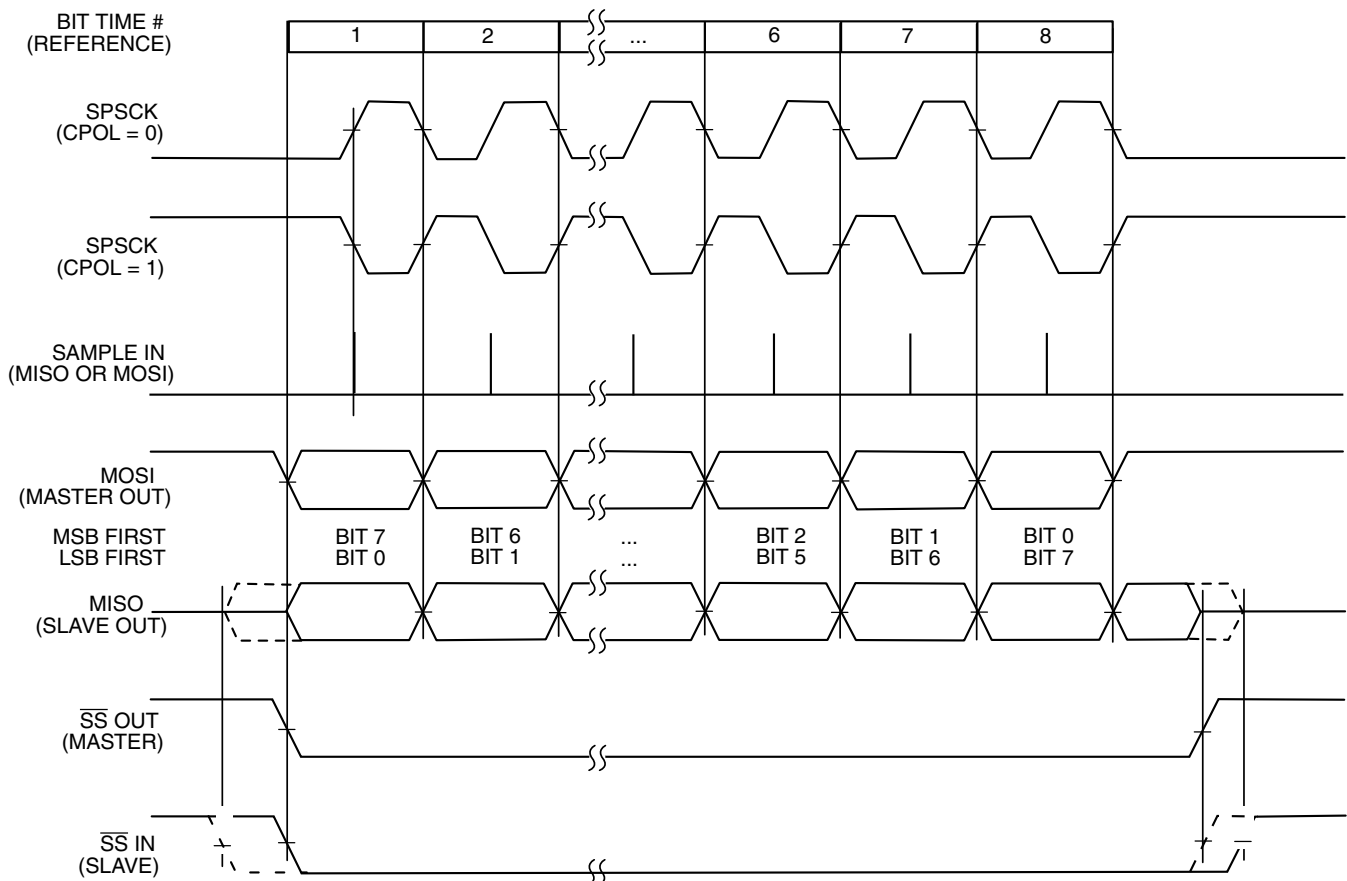 BIT TIME #
(REFERENCE)
1 2 ... 6 7 8
SPSCK
(CPOL = 0)
SPSCK
(CPOL = 1)
SAMPLE IN
(MISO OR MOSI)
MOSI
(MASTER OUT)
MSB FIRST BIT 7 BIT 6 ... BIT 2 BIT 1 BIT 0
LSB FIRST BIT 0 BIT 1 ... BIT 5 BIT 6 BIT 7
MISO
(SLAVE OUT)
S̅S̅ OUT
(MASTER)
S̅S̅ IN
(SLAVE)